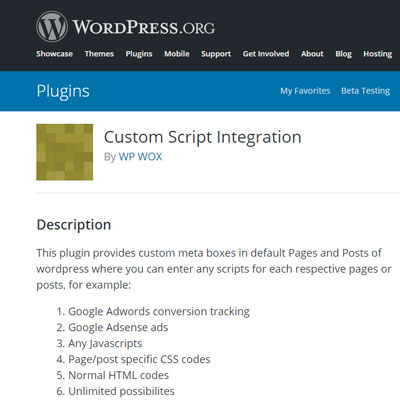 WORDPRESS.ORG
Showcase Themes Plugins Mobile Support Get Involved About Blog Hosting
Plugins My Favorites Beta Testing
Custom Script Integration
By WP WOX
Description
This plugin provides custom meta boxes in default Pages and Posts of
wordpress where you can enter any scripts for each respective pages or
posts, for example:
1. Google Adwords conversion tracking
2. Google Adsense ads
3. Any Javascripts
4. Page/post specific CSS codes
5. Normal HTML codes
6. Unlimited possibilites